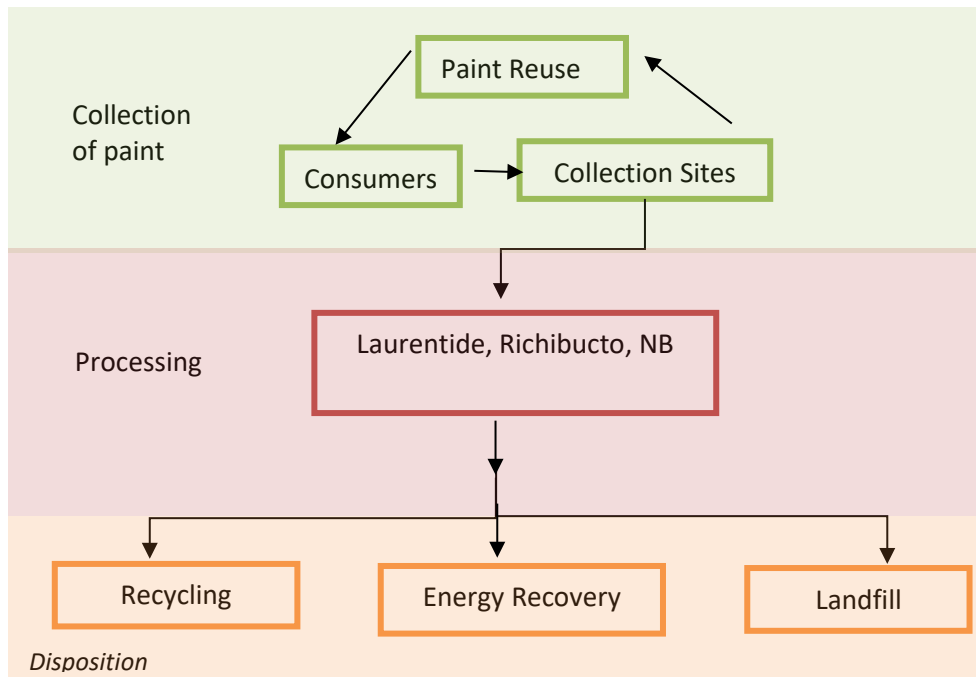 Paint Reuse
Collection
of paint
Consumers
Collection Sites
Laurentide, Richibucto, NB
Processing
Recycling
Energy Recovery
Landfill
Disposition